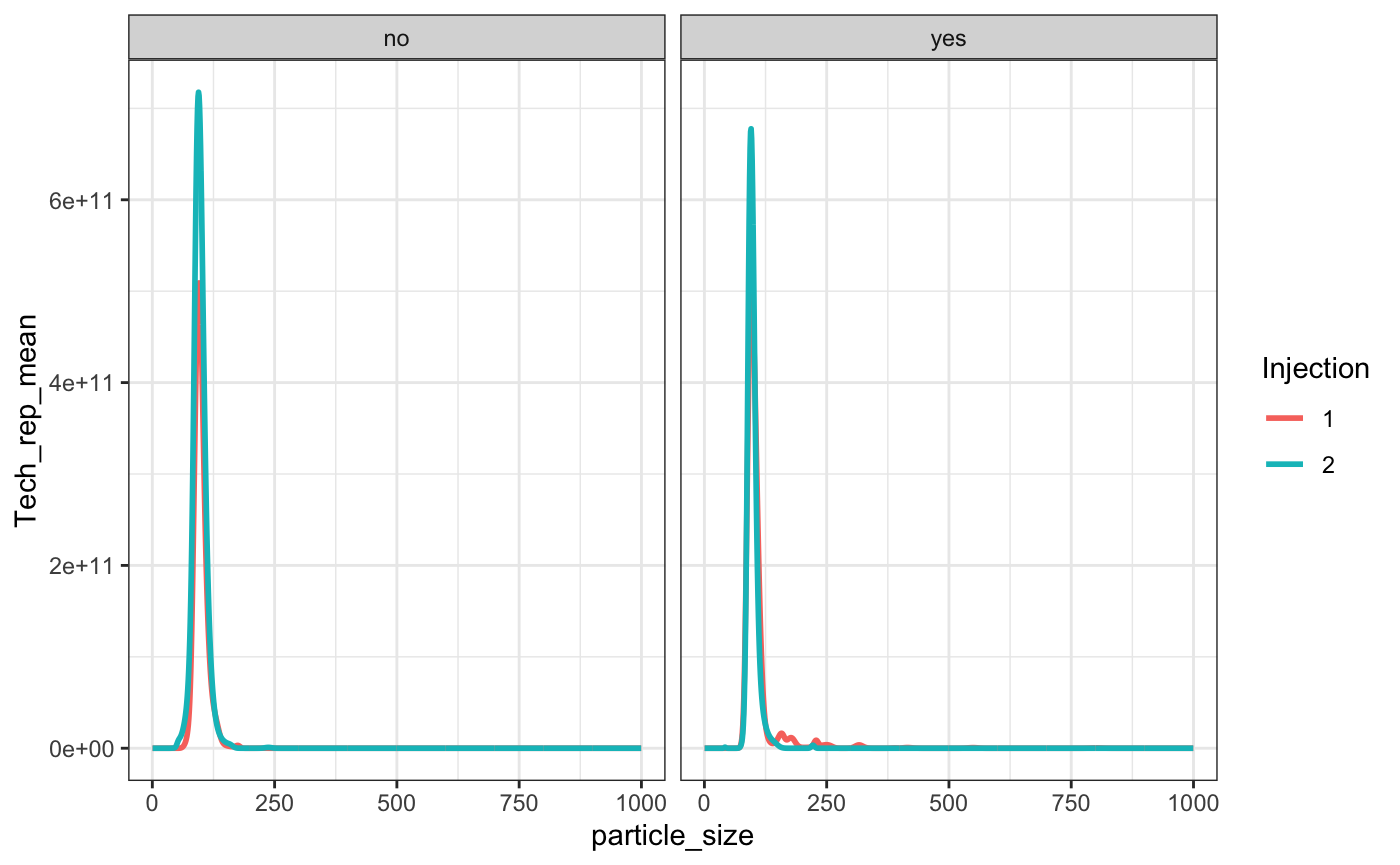 no
yes
6e+11
4e+11
2e+11
0e+00
Tech_rep_mean
0 250 500 750 1000
0 250 500 750 1000
particle_size
Injection
1
2